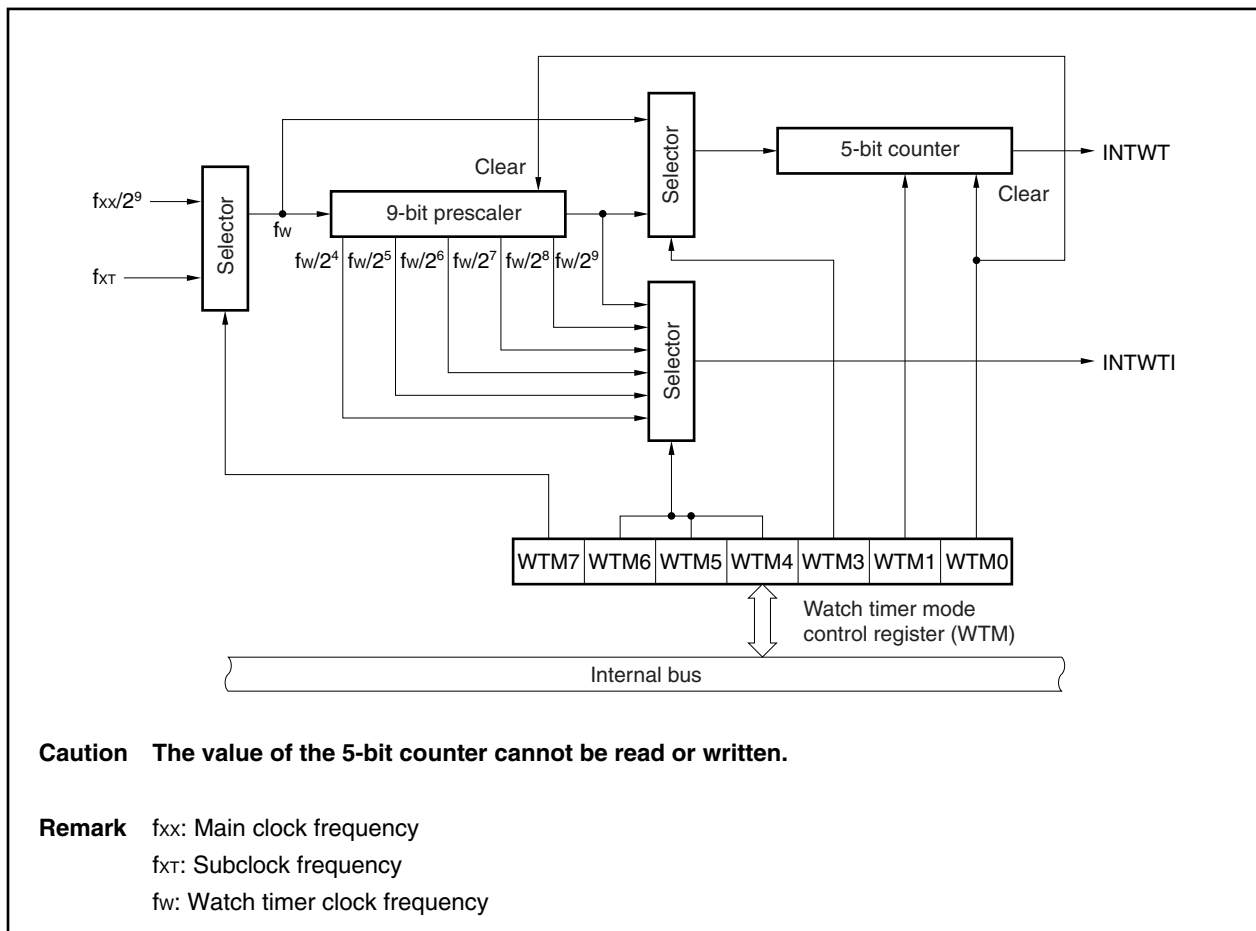 Clear
Selector
5-bit counter
INTWT
Selector
Clear
fXX/2⁹
9-bit prescaler
fW
fXT
fW/2⁴ fW/2⁵ fW/2⁶ fW/2⁷ fW/2⁸ fW/2⁹
Selector
INTWTI
WTM7 WTM6 WTM5 WTM4 WTM3 WTM1 WTM0
Watch timer mode
control register (WTM)
Internal bus
Caution The value of the 5-bit counter cannot be read or written.
Remark fXX: Main clock frequency
fXT: Subclock frequency
fW: Watch timer clock frequency